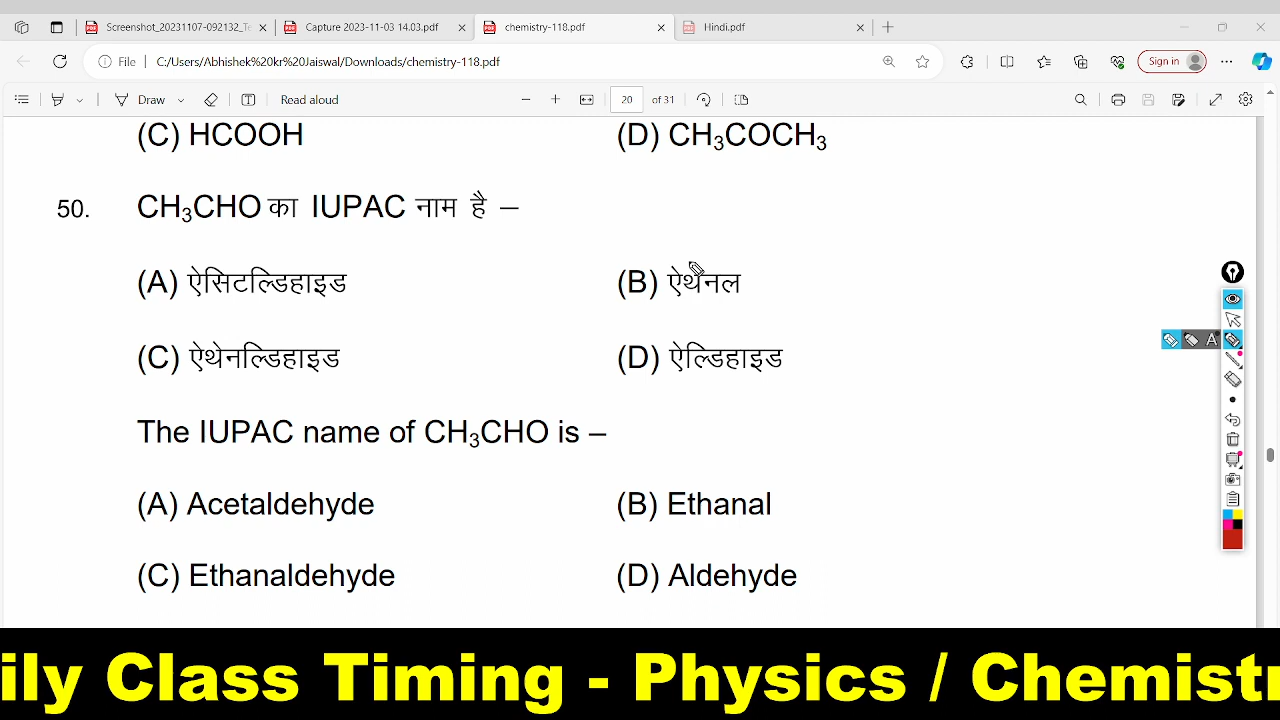 Screenshot_20231107-092132_Te
Capture 2023-11-03 14.03.pdf
chemistry-118.pdf
Hindi.pdf
File
C:/Users/Abhishek%20kr%20Jaiswal/Downloads/chemistry-118.pdf
Sign in
Draw
Read aloud
20 of 31
(C) HCOOH (D) CH₃COCH₃
50. CH₃CHO का IUPAC नाम है –
(A) ऐसिटल्डिहाइड (B) ऐथेनल
(C) ऐथेनल्डिहाइड (D) ऐल्डिहाइड
The IUPAC name of CH₃CHO is –
(A) Acetaldehyde (B) Ethanal
(C) Ethanaldehyde (D) Aldehyde
A
ily Class Timing - Physics / Chemistr